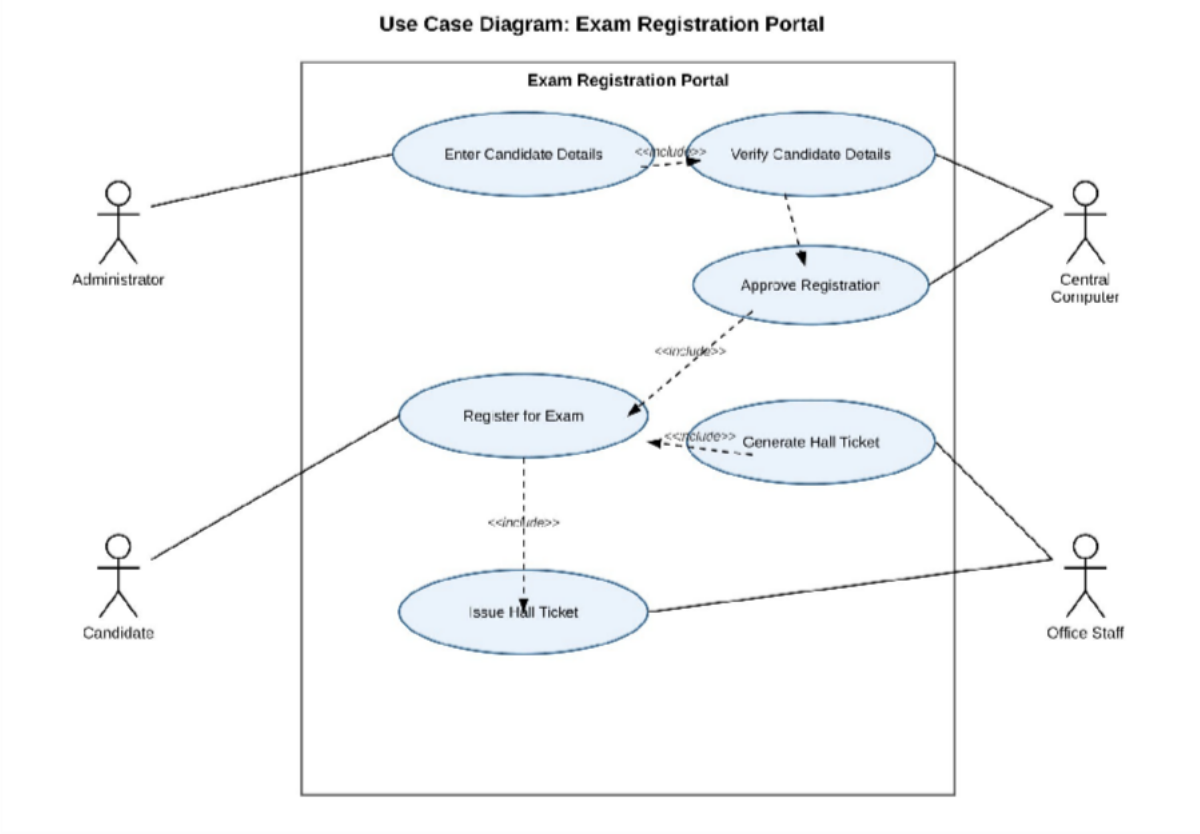 Use Case Diagram: Exam Registration Portal
Exam Registration Portal
Enter Candidate Details
<<include>>
Verify Candidate Details
Administrator
Approve Registration
Central
Computer
<<include>>
Register for Exam
<<include>>
Generate Hall Ticket
<<include>>
Issue Hall Ticket
Candidate
Office Staff